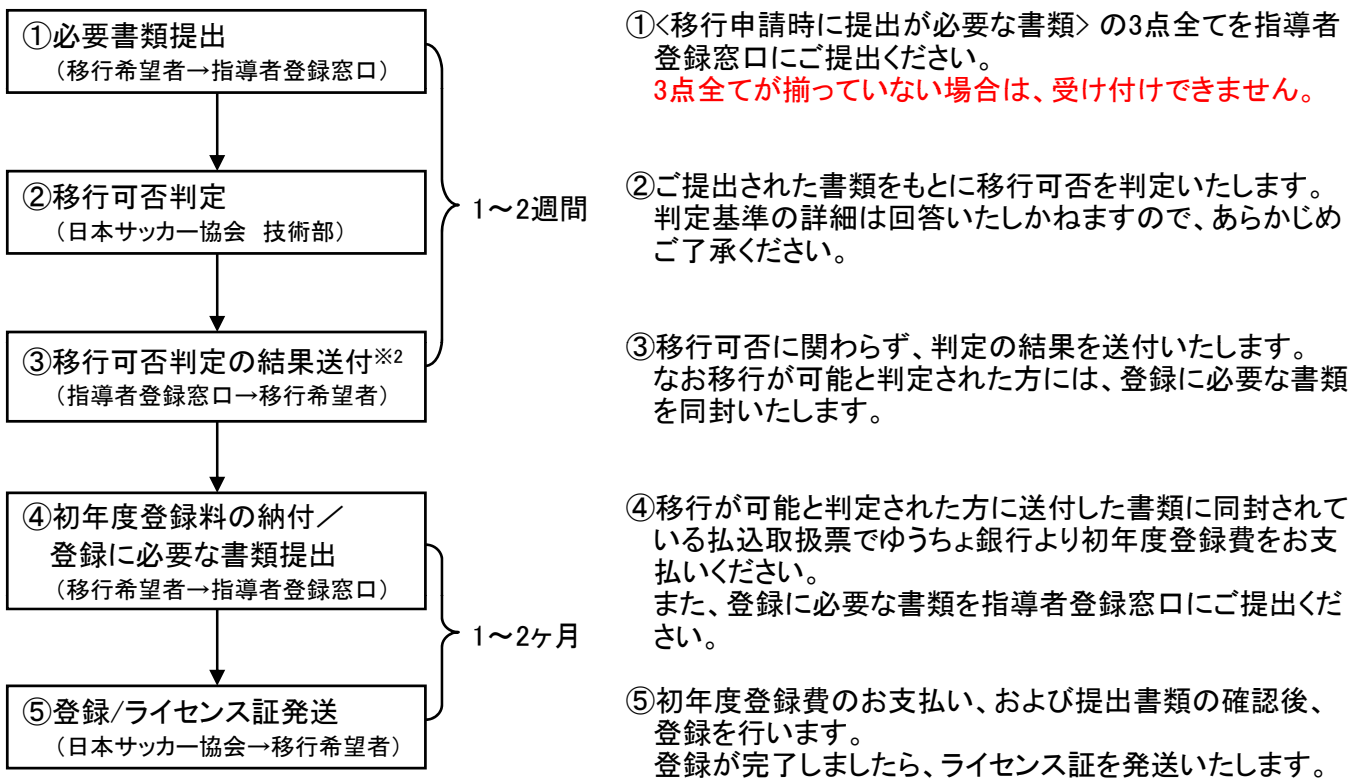 ①必要書類提出
（移行希望者→指導者登録窓口）
②移行可否判定
（日本サッカー協会　技術部）
③移行可否判定の結果送付※2
（指導者登録窓口→移行希望者）
④初年度登録料の納付／
登録に必要な書類提出
（移行希望者→指導者登録窓口）
⑤登録/ライセンス証発送
（日本サッカー協会→移行希望者）
1～2週間
1～2ヶ月
①<移行申請時に提出が必要な書類> の3点全てを指導者
登録窓口にご提出ください。
3点全てが揃っていない場合は、受け付けできません。
②ご提出された書類をもとに移行可否を判定いたします。
判定基準の詳細は回答いたしかねますので、あらかじめ
ご了承ください。
③移行可否に関わらず、判定の結果を送付いたします。
なお移行が可能と判定された方には、登録に必要な書類
を同封いたします。
④移行が可能と判定された方に送付した書類に同封されて
いる払込取扱票でゆうちょ銀行より初年度登録費をお支
払いください。
また、登録に必要な書類を指導者登録窓口にご提出くだ
さい。
⑤初年度登録費のお支払い、および提出書類の確認後、
登録を行います。
登録が完了しましたら、ライセンス証を発送いたします。